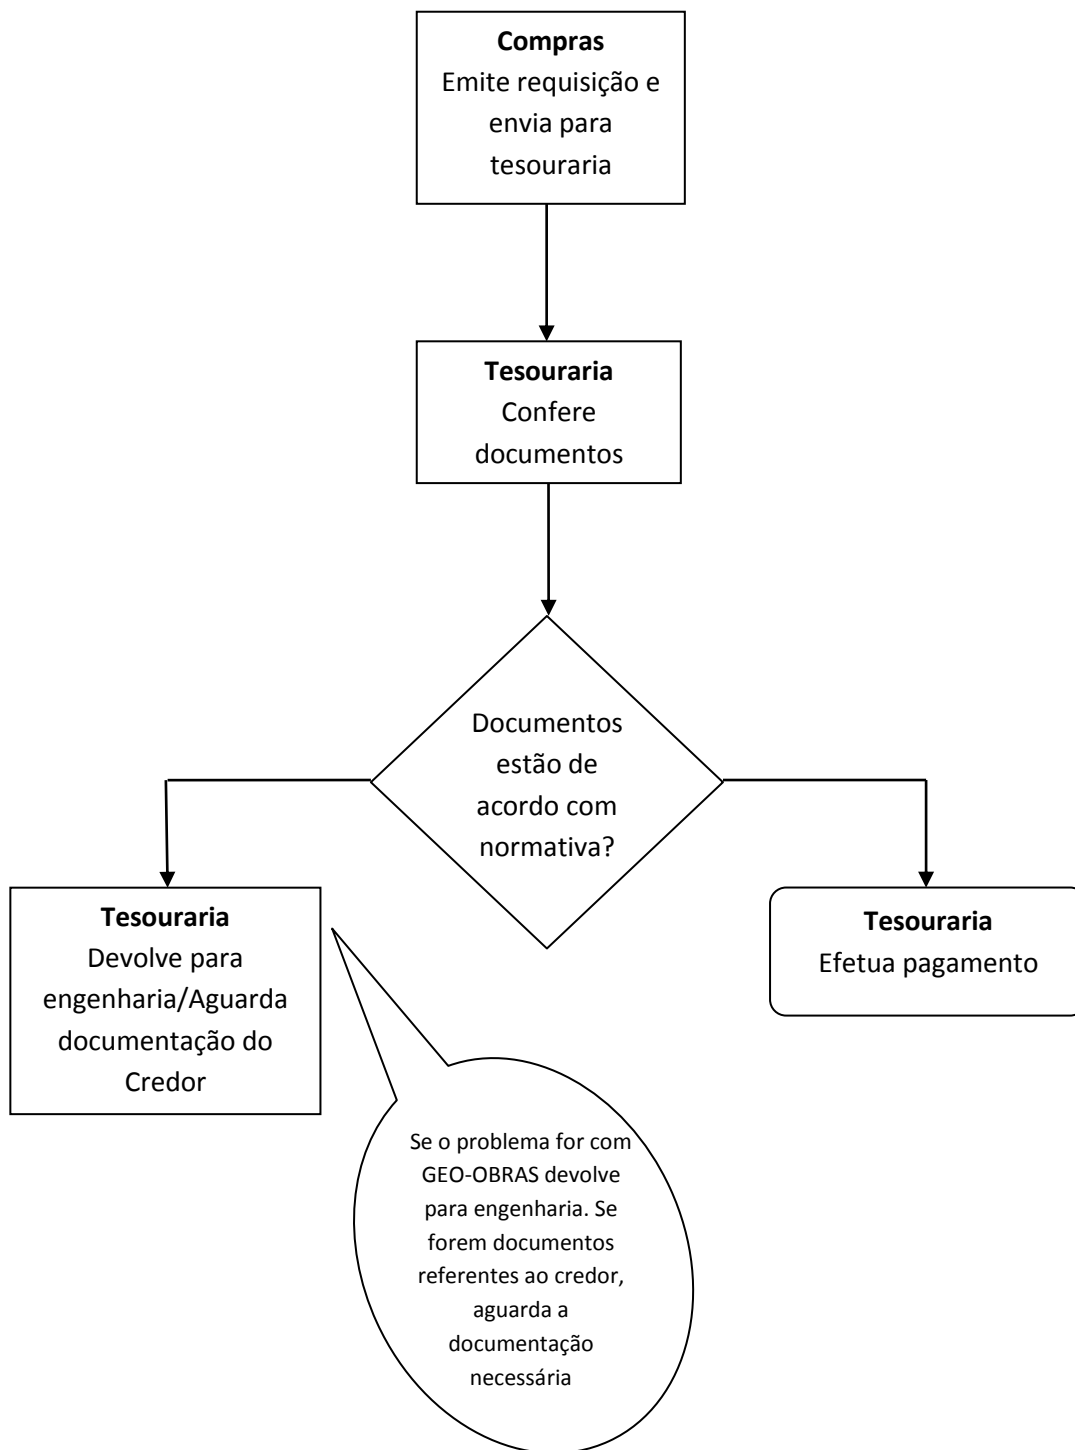 Compras
Emite requisição e
envia para
tesouraria
Tesouraria
Confere
documentos
Documentos
estão de
acordo com
normativa?
Tesouraria
Devolve para
engenharia/Aguarda
documentação do
Credor
Tesouraria
Efetua pagamento
Se o problema for com
GEO-OBRAS devolve
para engenharia. Se
forem documentos
referentes ao credor,
aguarda a
documentação
necessária